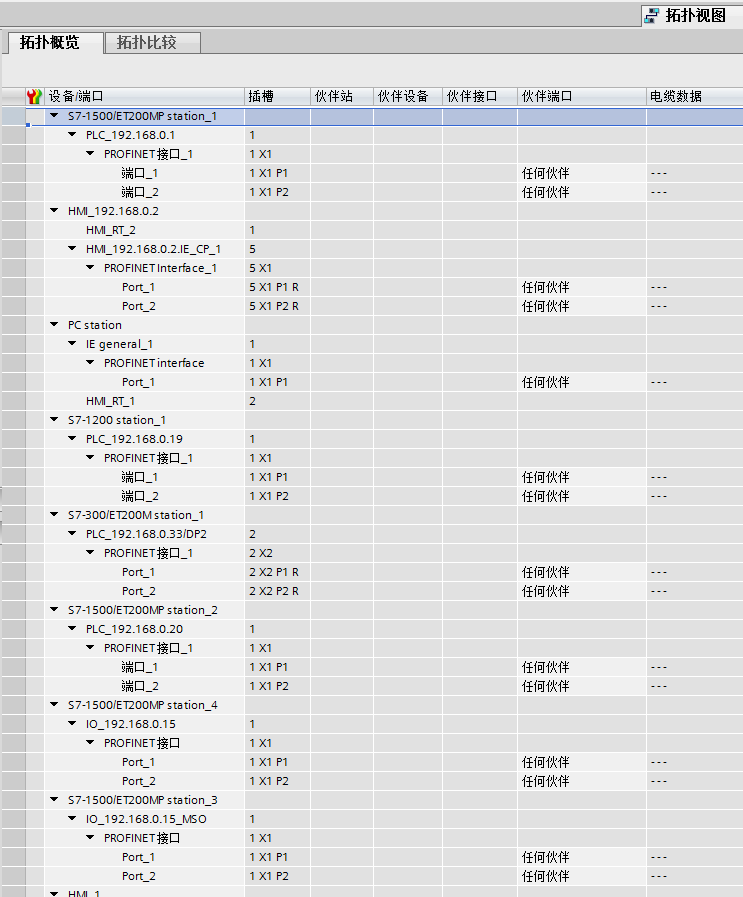 拓扑视图
拓扑概览 拓扑比较
设备/端口 插槽 伙伴站 伙伴设备 伙伴接口 伙伴端口 电缆数据
S7-1500/ET200MP station_1
PLC_192.168.0.1 1
PROFINET接口_1 1 X1
端口_1 1 X1 P1 任何伙伴 ---
端口_2 1 X1 P2 任何伙伴 ---
HMI_192.168.0.2
HMI_RT_2 1
HMI_192.168.0.2.IE_CP_1 5
PROFINET Interface_1 5 X1
Port_1 5 X1 P1 R 任何伙伴 ---
Port_2 5 X1 P2 R 任何伙伴 ---
PC station
IE general_1 1
PROFINET interface 1 X1
Port_1 1 X1 P1 任何伙伴 ---
HMI_RT_1 2
S7-1200 station_1
PLC_192.168.0.19 1
PROFINET接口_1 1 X1
端口_1 1 X1 P1 任何伙伴 ---
端口_2 1 X1 P2 任何伙伴 ---
S7-300/ET200M station_1
PLC_192.168.0.33/DP2 2
PROFINET接口_1 2 X2
Port_1 2 X2 P1 R 任何伙伴 ---
Port_2 2 X2 P2 R 任何伙伴 ---
S7-1500/ET200MP station_2
PLC_192.168.0.20 1
PROFINET接口_1 1 X1
端口_1 1 X1 P1 任何伙伴 ---
端口_2 1 X1 P2 任何伙伴 ---
S7-1500/ET200MP station_4
IO_192.168.0.15 1
PROFINET接口 1 X1
Port_1 1 X1 P1 任何伙伴 ---
Port_2 1 X1 P2 任何伙伴 ---
S7-1500/ET200MP station_3
IO_192.168.0.15_MSO 1
PROFINET接口 1 X1
Port_1 1 X1 P1 任何伙伴 ---
Port_2 1 X1 P2 任何伙伴 ---
HMI_1